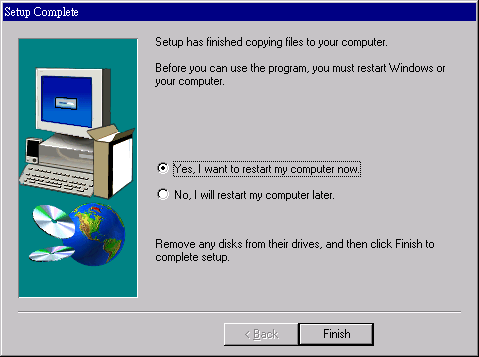 Setup Complete
Setup has finished copying files to your computer.
Before you can use the program, you must restart Windows or
your computer.
Yes, I want to restart my computer now.
No, I will restart my computer later.
Remove any disks from their drives, and then click Finish to
complete setup.
< Back
Finish